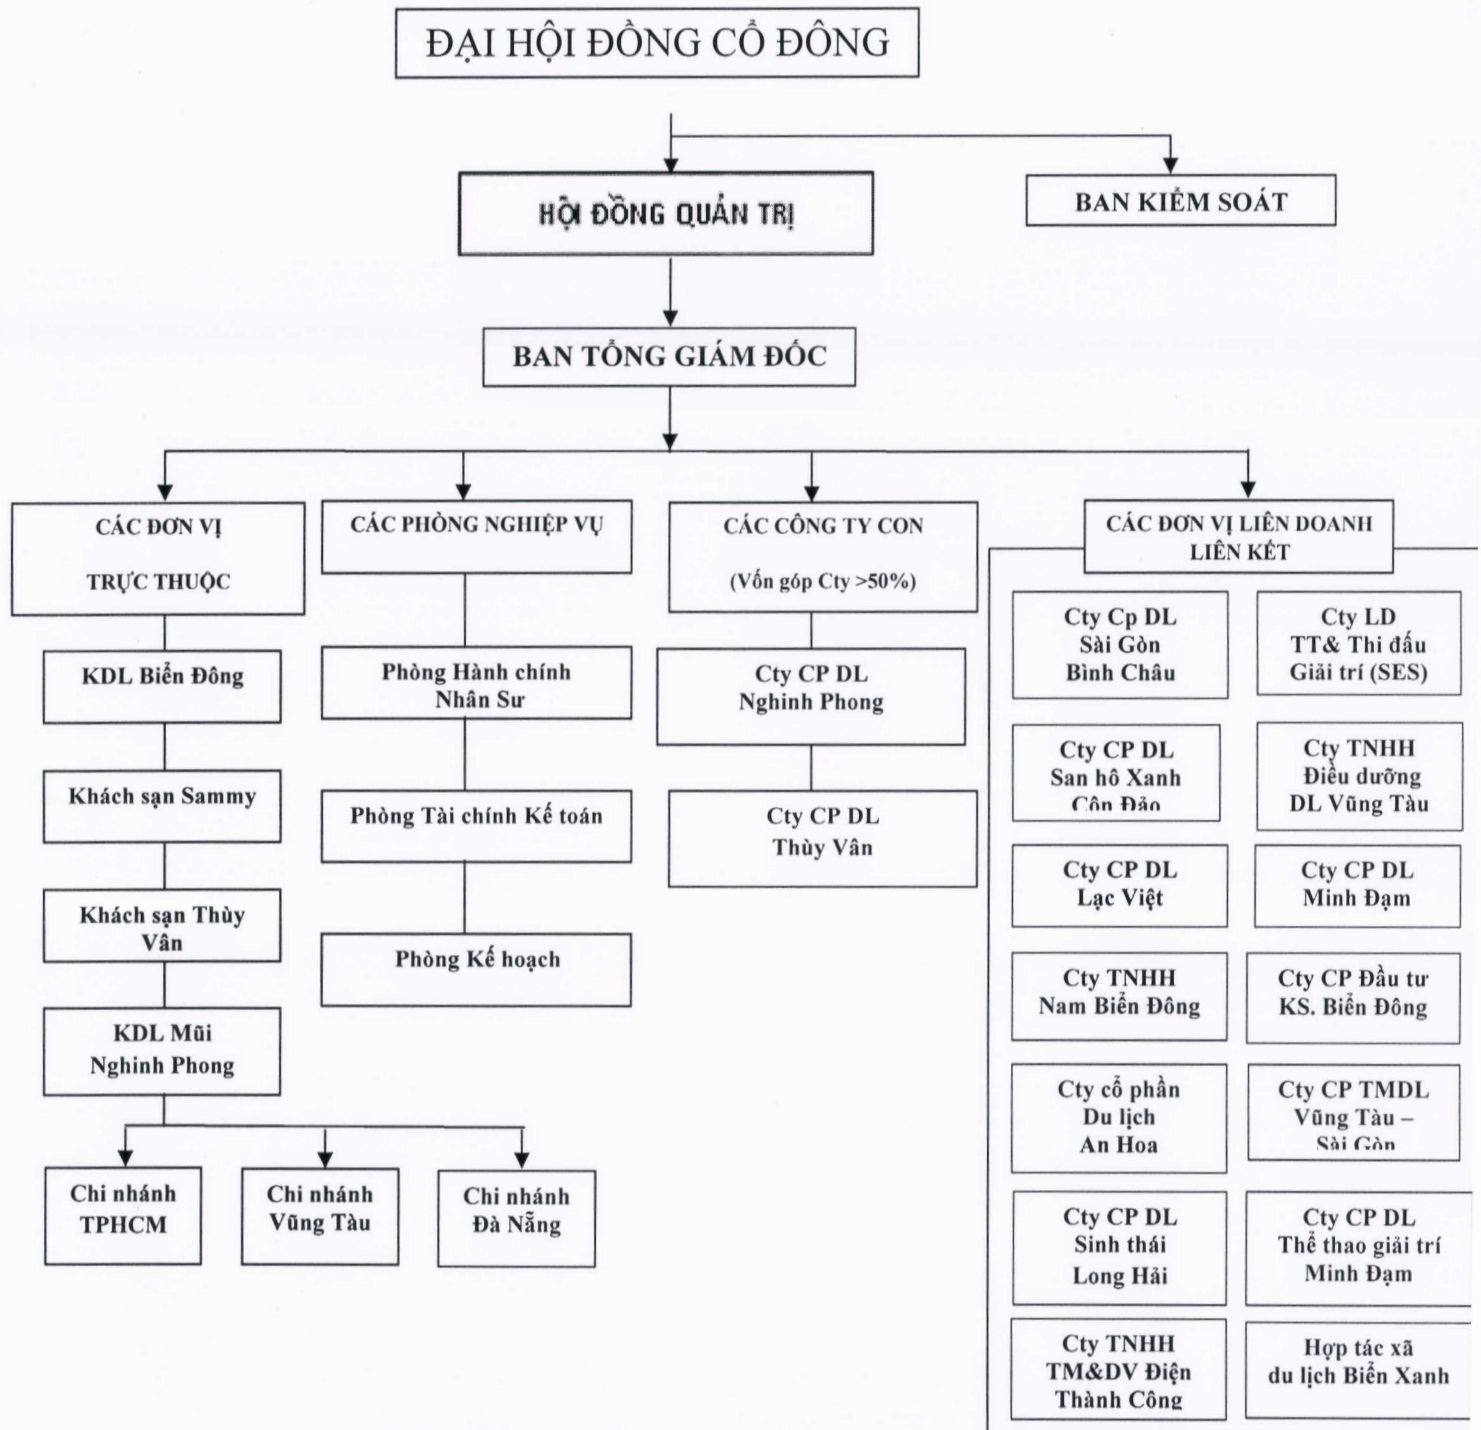 ĐẠI HỘI ĐỒNG CỔ ĐÔNG
HỘI ĐỒNG QUẢN TRỊ
BAN KIỂM SOÁT
BAN TỔNG GIÁM ĐỐC
CÁC ĐƠN VỊ
TRỰC THUỘC
KDL Biển Đông
Khách sạn Sammy
Khách sạn Thùy
Vân
KDL Mũi
Nghinh Phong
Chi nhánh
TPHCM
Chi nhánh
Vũng Tàu
Chi nhánh
Đà Nẵng
CÁC PHÒNG NGHIỆP VỤ
Phòng Hành chính
Nhân Sư
Phòng Tài chính Kế toán
Phòng Kế hoạch
CÁC CÔNG TY CON
(Vốn góp Cty >50%)
Cty CP DL
Nghinh Phong
Cty CP DL
Thùy Vân
CÁC ĐƠN VỊ LIÊN DOANH
LIÊN KẾT
Cty Cp DL
Sài Gòn
Bình Châu
Cty LD
TT& Thi đấu
Giải trí (SES)
Cty CP DL
San hô Xanh
Côn Đảo
Cty TNHH
Điều dưỡng
DL Vũng Tàu
Cty CP DL
Lạc Việt
Cty CP DL
Minh Đạm
Cty TNHH
Nam Biển Đông
Cty CP Đầu tư
KS. Biển Đông
Cty cổ phần
Du lịch
An Hoa
Cty CP TMDL
Vũng Tàu –
Sài Gòn
Cty CP DL
Sinh thái
Long Hải
Cty CP DL
Thể thao giải trí
Minh Đạm
Cty TNHH
TM&DV Điện
Thành Công
Hợp tác xã
du lịch Biển Xanh